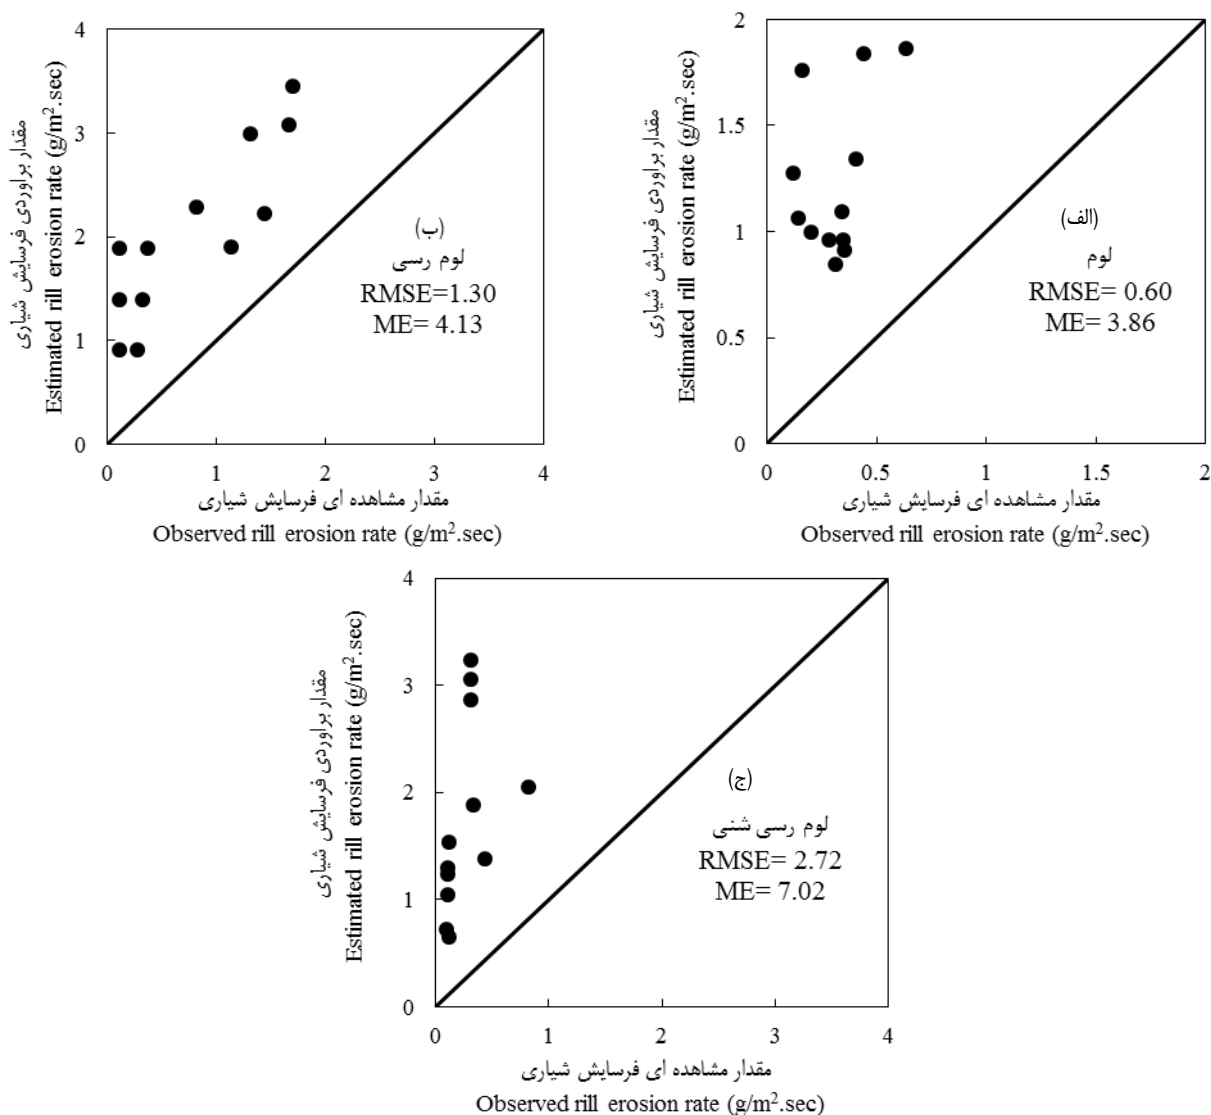 4
3
2
1
0
0
1
2
3
4
مقدار براوردی فرسایش شیاری
Estimated rill erosion rate (g/m².sec)
(ب)
لوم رسی
RMSE=1.30
ME= 4.13
مقدار مشاهده ای فرسایش شیاری
Observed rill erosion rate (g/m².sec)
2
1.5
1
0.5
0
0
0.5
1
1.5
2
مقدار براوردی فرسایش شیاری
Estimated rill erosion rate (g/m².sec)
(الف)
لوم
RMSE= 0.60
ME= 3.86
مقدار مشاهده ای فرسایش شیاری
Observed rill erosion rate (g/m².sec)
4
3
2
1
0
0
1
2
3
4
مقدار براوردی فرسایش شیاری
Estimated rill erosion rate (g/m².sec)
(ج)
لوم رسی شنی
RMSE= 2.72
ME= 7.02
مقدار مشاهده ای فرسایش شیاری
Observed rill erosion rate (g/m².sec)